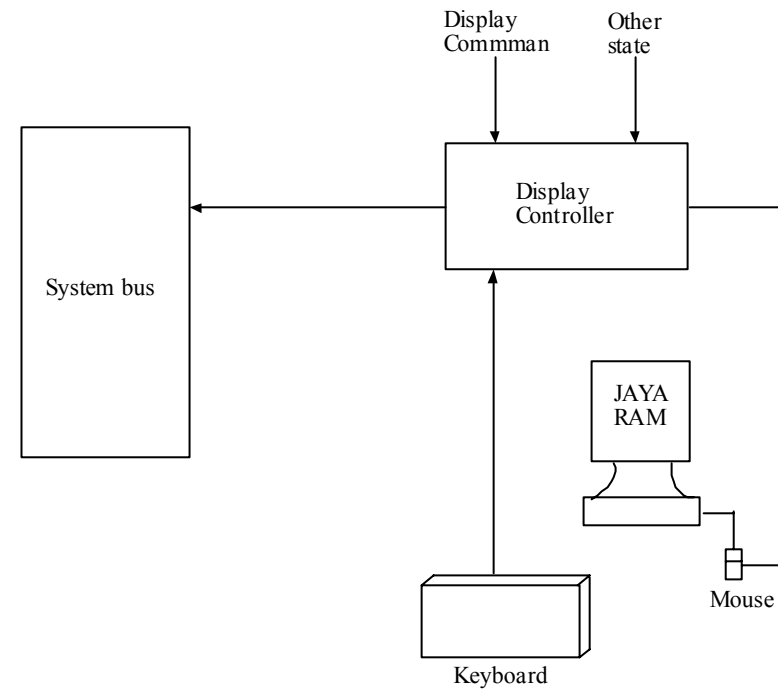 Display
Commman
Other
state
Display
Controller
System bus
JAYA
RAM
Mouse
Keyboard